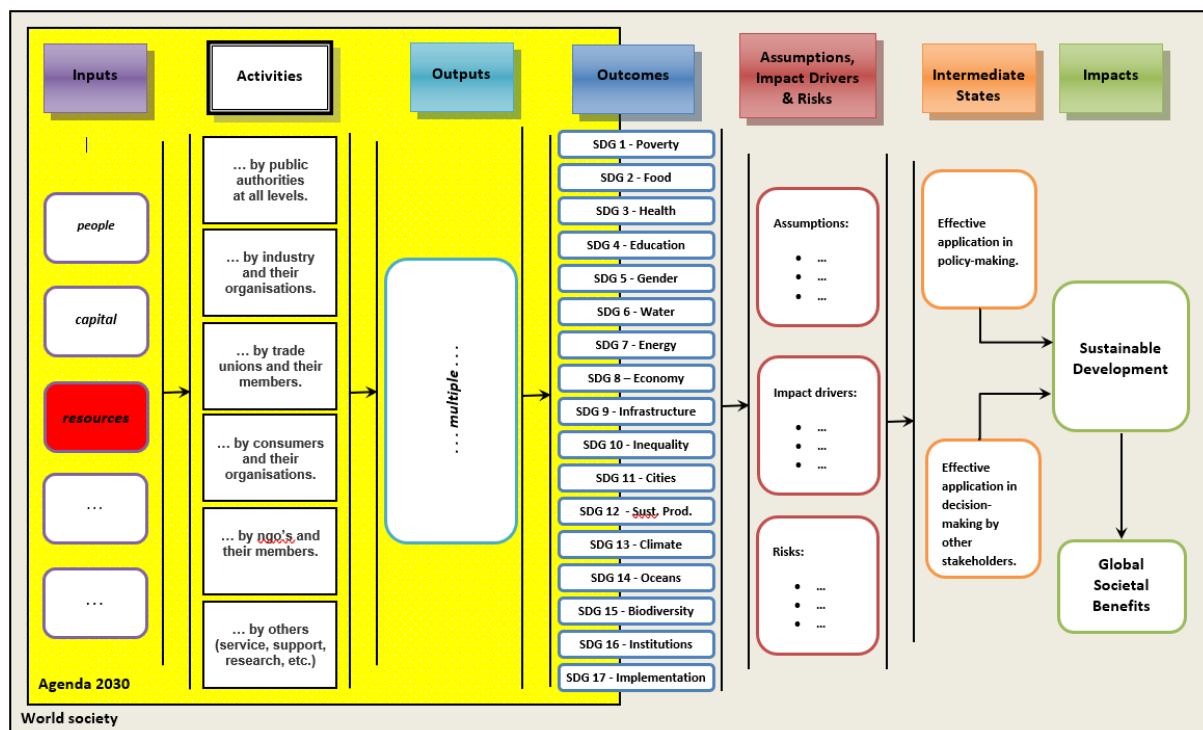 Inputs
Activities
Outputs
Outcomes
Assumptions,
Impact Drivers
& Risks
Intermediate
States
Impacts
people
capital
resources
...
...
... by public
authorities
at all levels.
... by industry
and their
organisations.
... by trade
unions and their
members.
... by consumers
and their
organisations.
... by ngo's and
their members.
... by others
(service, support,
research, etc.)
. . . multiple . . .
SDG 1 - Poverty
SDG 2 - Food
SDG 3 - Health
SDG 4 - Education
SDG 5 - Gender
SDG 6 - Water
SDG 7 - Energy
SDG 8 – Economy
SDG 9 - Infrastructure
SDG 10 - Inequality
SDG 11 - Cities
SDG 12 - Sust. Prod.
SDG 13 - Climate
SDG 14 - Oceans
SDG 15 - Biodiversity
SDG 16 - Institutions
SDG 17 - Implementation
Assumptions:
• ...
• ...
• ...
Impact drivers:
• ...
• ...
• ...
Risks:
• ...
• ...
• ...
Effective
application in
policy-making.
Effective
application in
decision-
making by
other
stakeholders.
Sustainable
Development
Global
Societal
Benefits
Agenda 2030
World society